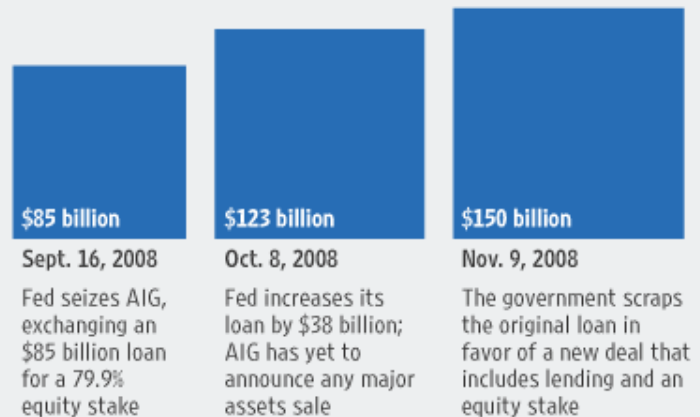 $85 billion
Sept. 16, 2008
Fed seizes AIG,
exchanging an
$85 billion loan
for a 79.9%
equity stake
$123 billion
Oct. 8, 2008
Fed increases its
loan by $38 billion;
AIG has yet to
announce any major
assets sale
$150 billion
Nov. 9, 2008
The government scraps
the original loan in
favor of a new deal that
includes lending and an
equity stake